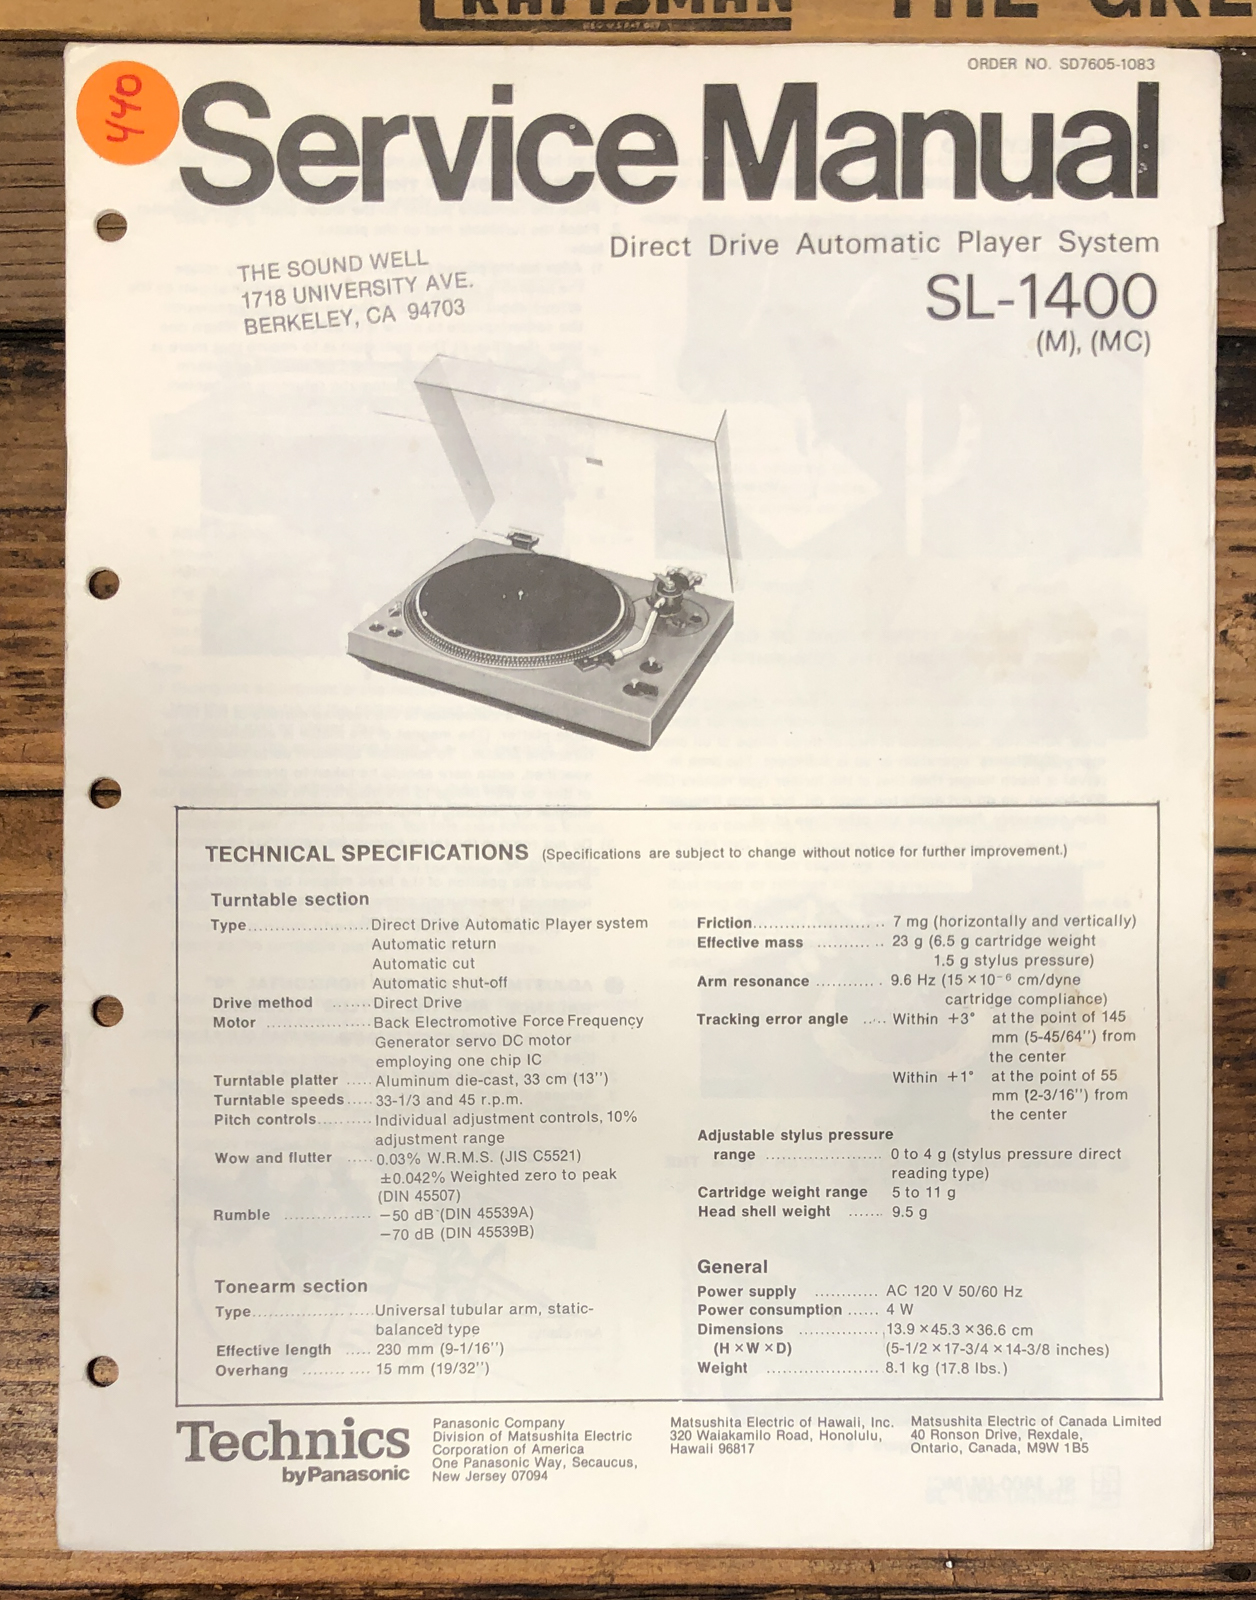 CRAFTSMAN
THE GRE
ORDER NO. SD7605-1083
440
Service Manual
Direct Drive Automatic Player System
SL-1400
(M), (MC)
THE SOUND WELL
1718 UNIVERSITY AVE.
BERKELEY, CA 94703
TECHNICAL SPECIFICATIONS (Specifications are subject to change without notice for further improvement.)
Turntable section
Type.....................Direct Drive Automatic Player system
Automatic return
Automatic cut
Automatic shut-off
Drive method .......Direct Drive
Motor ...................Back Electromotive Force Frequency
Generator servo DC motor
employing one chip IC
Turntable platter .....Aluminum die-cast, 33 cm (13")
Turntable speeds.....33-1/3 and 45 r.p.m.
Pitch controls..........Individual adjustment controls, 10%
adjustment range
Wow and flutter .....0.03% W.R.M.S. (JIS C5521)
±0.042% Weighted zero to peak
(DIN 45507)
Rumble ................ −50 dB (DIN 45539A)
−70 dB (DIN 45539B)
Tonearm section
Type.....................Universal tubular arm, static-
balanced type
Effective length ..... 230 mm (9-1/16")
Overhang ............ 15 mm (19/32")
Friction........................ 7 mg (horizontally and vertically)
Effective mass ............ 23 g (6.5 g cartridge weight
1.5 g stylus pressure)
Arm resonance ............ 9.6 Hz (15×10⁻⁶ cm/dyne
cartridge compliance)
Tracking error angle ..... Within +3° at the point of 145
mm (5-45/64") from
the center
Within +1° at the point of 55
mm (2-3/16") from
the center
Adjustable stylus pressure
range ..................... 0 to 4 g (stylus pressure direct
reading type)
Cartridge weight range 5 to 11 g
Head shell weight ....... 9.5 g
General
Power supply ............ AC 120 V 50/60 Hz
Power consumption ...... 4 W
Dimensions ............... 13.9×45.3×36.6 cm
(H×W×D) (5-1/2×17-3/4×14-3/8 inches)
Weight .................... 8.1 kg (17.8 lbs.)
Technics
by Panasonic
Panasonic Company
Division of Matsushita Electric
Corporation of America
One Panasonic Way, Secaucus,
New Jersey 07094
Matsushita Electric of Hawaii, Inc.
320 Waiakamilo Road, Honolulu,
Hawaii 96817
Matsushita Electric of Canada Limited
40 Ronson Drive, Rexdale,
Ontario, Canada, M9W 1B5